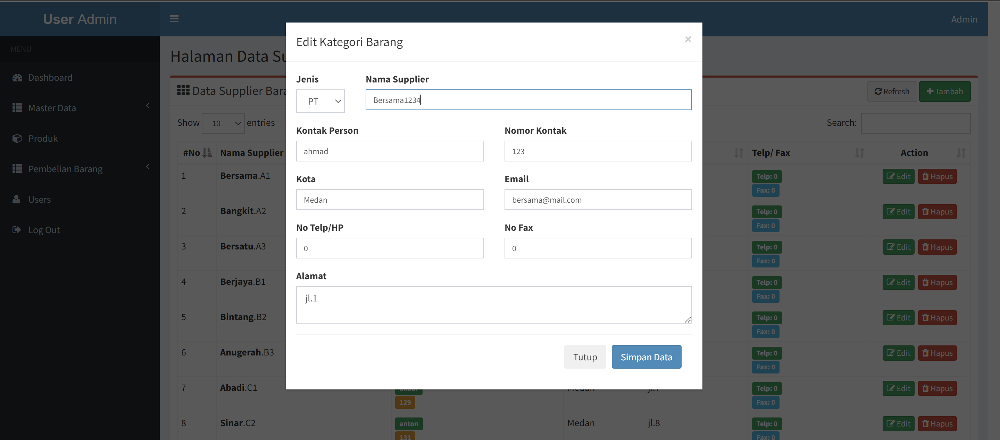 User Admin
Admin
MENU
Dashboard
Master Data
Produk
Pembelian Barang
Users
Log Out
Halaman Data Su
Data Supplier Bara
Refresh
Tambah
Show 10 entries
Search:
#No Nama Supplier Telp/ Fax Action
1 Bersama.A1 Telp: 0 Edit Hapus
Fax: 0
2 Bangkit.A2 Telp: 0 Edit Hapus
Fax: 0
3 Bersatu.A3 Telp: 0 Edit Hapus
Fax: 0
4 Berjaya.B1 Telp: 0 Edit Hapus
Fax: 0
5 Bintang.B2 Telp: 0 Edit Hapus
Fax: 0
6 Anugerah.B3 Telp: 0 Edit Hapus
Fax: 0
7 Abadi.C1 Medan Telp: 0 Edit Hapus
129 Fax: 0
8 Sinar.C2 anton Medan jl.8 Telp: 0 Edit Hapus
131 Fax: 0
Edit Kategori Barang
×
Jenis Nama Supplier
PT Bersama1234
Kontak Person Nomor Kontak
ahmad 123
Kota Email
Medan bersama@mail.com
No Telp/HP No Fax
0 0
Alamat
jl.1
Tutup Simpan Data